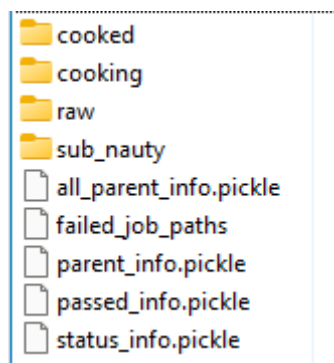 cooked
cooking
raw
sub_nauty
all_parent_info.pickle
failed_job_paths
parent_info.pickle
passed_info.pickle
status_info.pickle